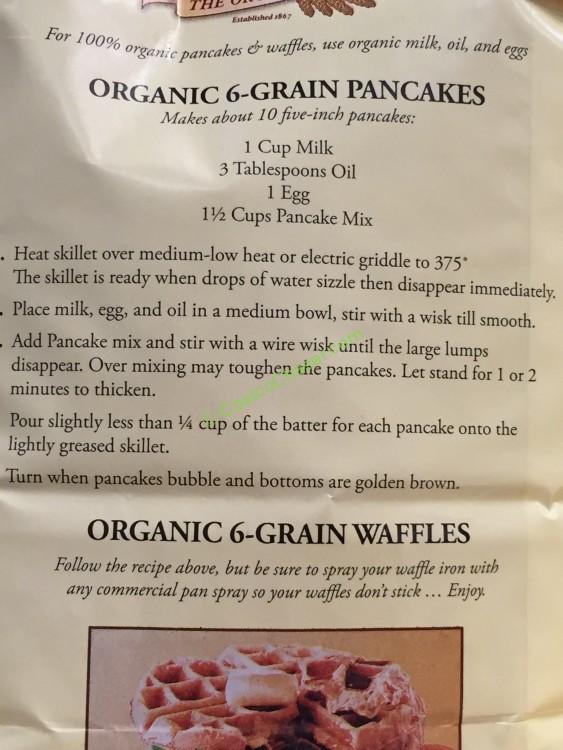 THE
Established 1867
For 100% organic pancakes & waffles, use organic milk, oil, and eggs
ORGANIC 6-GRAIN PANCAKES
Makes about 10 five-inch pancakes:
1 Cup Milk
3 Tablespoons Oil
1 Egg
1½ Cups Pancake Mix
. Heat skillet over medium-low heat or electric griddle to 375°
The skillet is ready when drops of water sizzle then disappear immediately.
. Place milk, egg, and oil in a medium bowl, stir with a wisk till smooth.
. Add Pancake mix and stir with a wire wisk until the large lumps
disappear. Over mixing may toughen the pancakes. Let stand for 1 or 2
minutes to thicken.
Pour slightly less than ¼ cup of the batter for each pancake onto the
lightly greased skillet.
Turn when pancakes bubble and bottoms are golden brown.
ORGANIC 6-GRAIN WAFFLES
Follow the recipe above, but be sure to spray your waffle iron with
any commercial pan spray so your waffles don't stick … Enjoy.